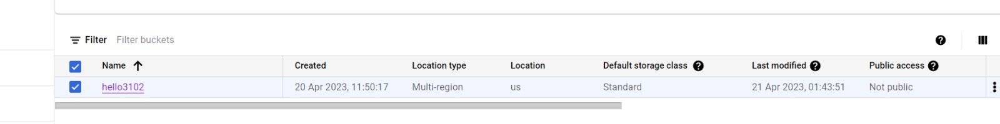 Filter Filter buckets
Name Created Location type Location Default storage class Last modified Public access
hello3102 20 Apr 2023, 11:50:17 Multi-region us Standard 21 Apr 2023, 01:43:51 Not public